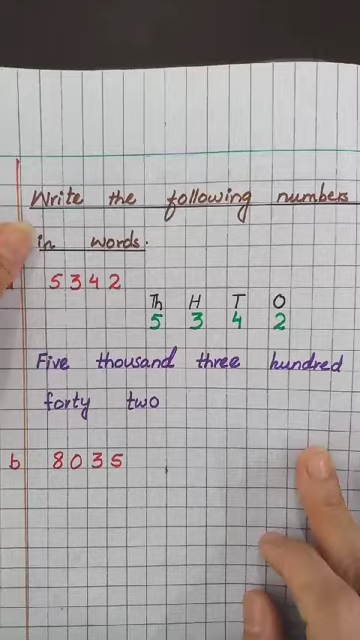 Write the following numbers
in words.
5342
Th H T O
5 3 4 2
Five thousand three hundred
forty two
b 8035